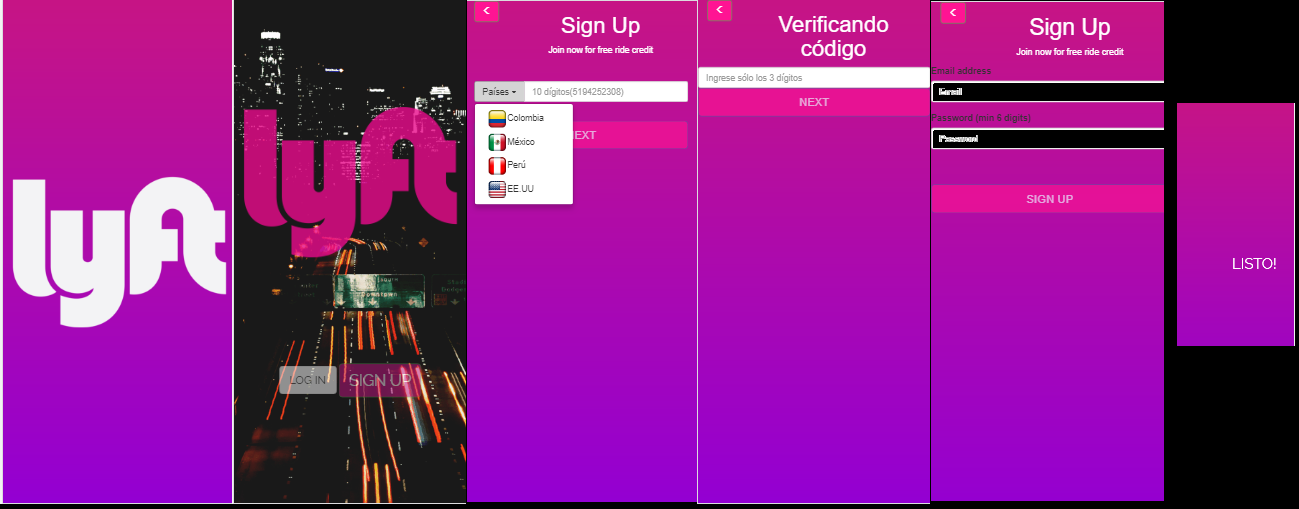 lyft
lyft
LOG IN
SIGN UP
<
Sign Up
Join now for free ride credit
Países
10 dígitos(5194252308)
Colombia
México
Perú
EE.UU
NEXT
<
Verificando
código
Ingrese sólo los 3 dígitos
NEXT
<
Sign Up
Join now for free ride credit
Email address
Email
Password (min 6 digits)
Password
SIGN UP
LISTO!